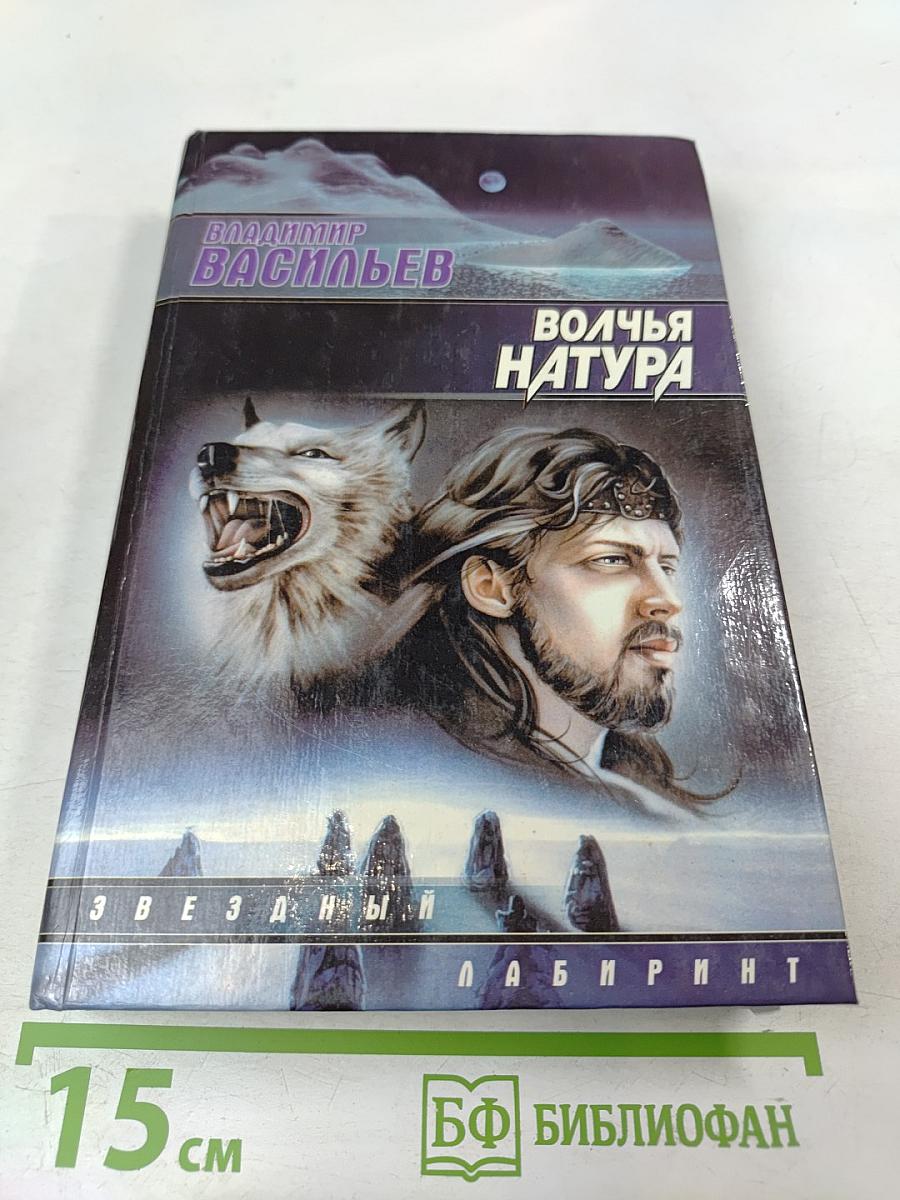 ВЛАДИМИР
ВАСИЛЬЕВ
ВОЛЧЬЯ
НАТУРА
ЗВЕЗДНЫЙ
ЛАБИРИНТ
15 см
БФ БИБЛИОФАН